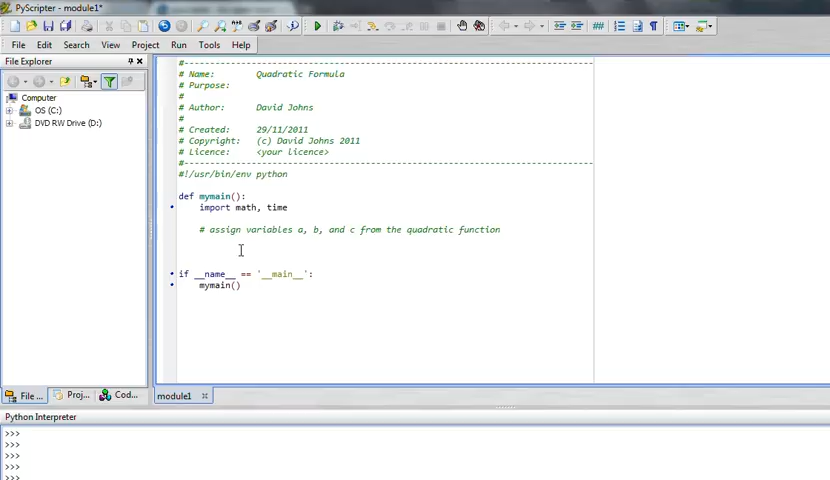 PyScripter - module1*
File Edit Search View Project Run Tools Help
File Explorer
Computer
OS (C:)
DVD RW Drive (D:)
#-------------------------------------------------------------------------------
# Name: Quadratic Formula
# Purpose:
#
# Author: David Johns
#
# Created: 29/11/2011
# Copyright: (c) David Johns 2011
# Licence: <your licence>
#-------------------------------------------------------------------------------
#!/usr/bin/env python
def mymain():
import math, time
# assign variables a, b, and c from the quadratic function
if __name__ == '__main__':
mymain()
File ... Proj... Cod...
module1
Python Interpreter
>>>
>>>
>>>
>>>
>>>